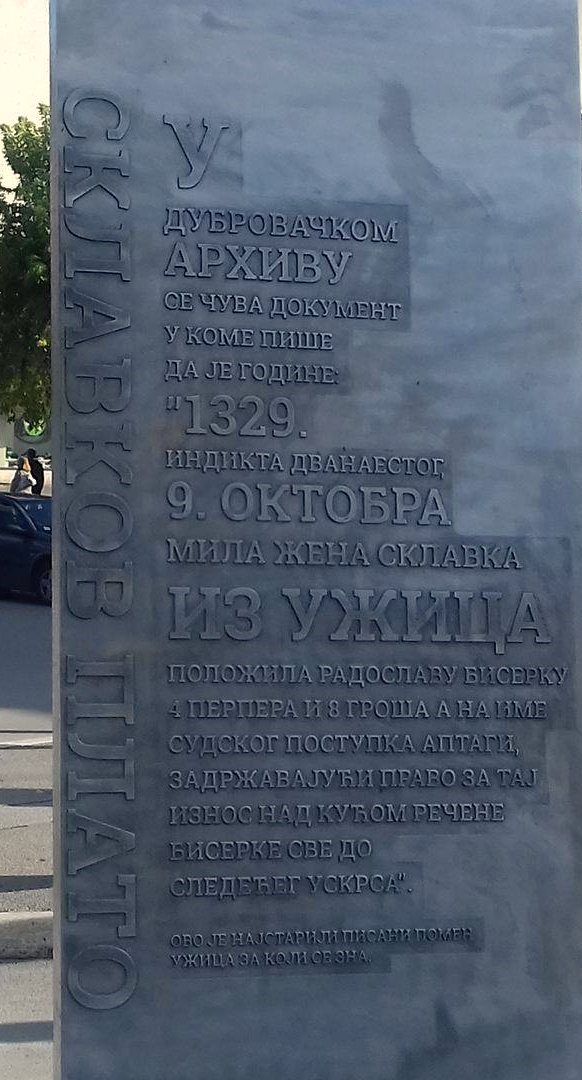 СКЛАВКОВ ПЛАТО
У
ДУБРОВАЧКОМ
АРХИВУ
СЕ ЧУВА ДОКУМЕНТ
У КОМЕ ПИШЕ
ДА ЈЕ ГОДИНЕ:
"1329.
ИНДИКТА ДВАНАЕСТОГ,
9. ОКТОБРА
МИЛА ЖЕНА СКЛАВКА
ИЗ УЖИЦА
ПОЛОЖИЛА РАДОСЛАВУ БИСЕРКУ
4 ПЕРПЕРА И 8 ГРОША А НА ИМЕ
СУДСКОГ ПОСТУПКА АПТАГИ,
ЗАДРЖАВАЈУЋИ ПРАВО ЗА ТАЈ
ИЗНОС НАД КУЋОМ РЕЧЕНЕ
БИСЕРКЕ СВЕ ДО
СЛЕДЕЋЕГ УСКРСА".
ОВО ЈЕ НАЈСТАРИЈИ ПИСАНИ ПОМЕН
УЖИЦА ЗА КОЈИ СЕ ЗНА.